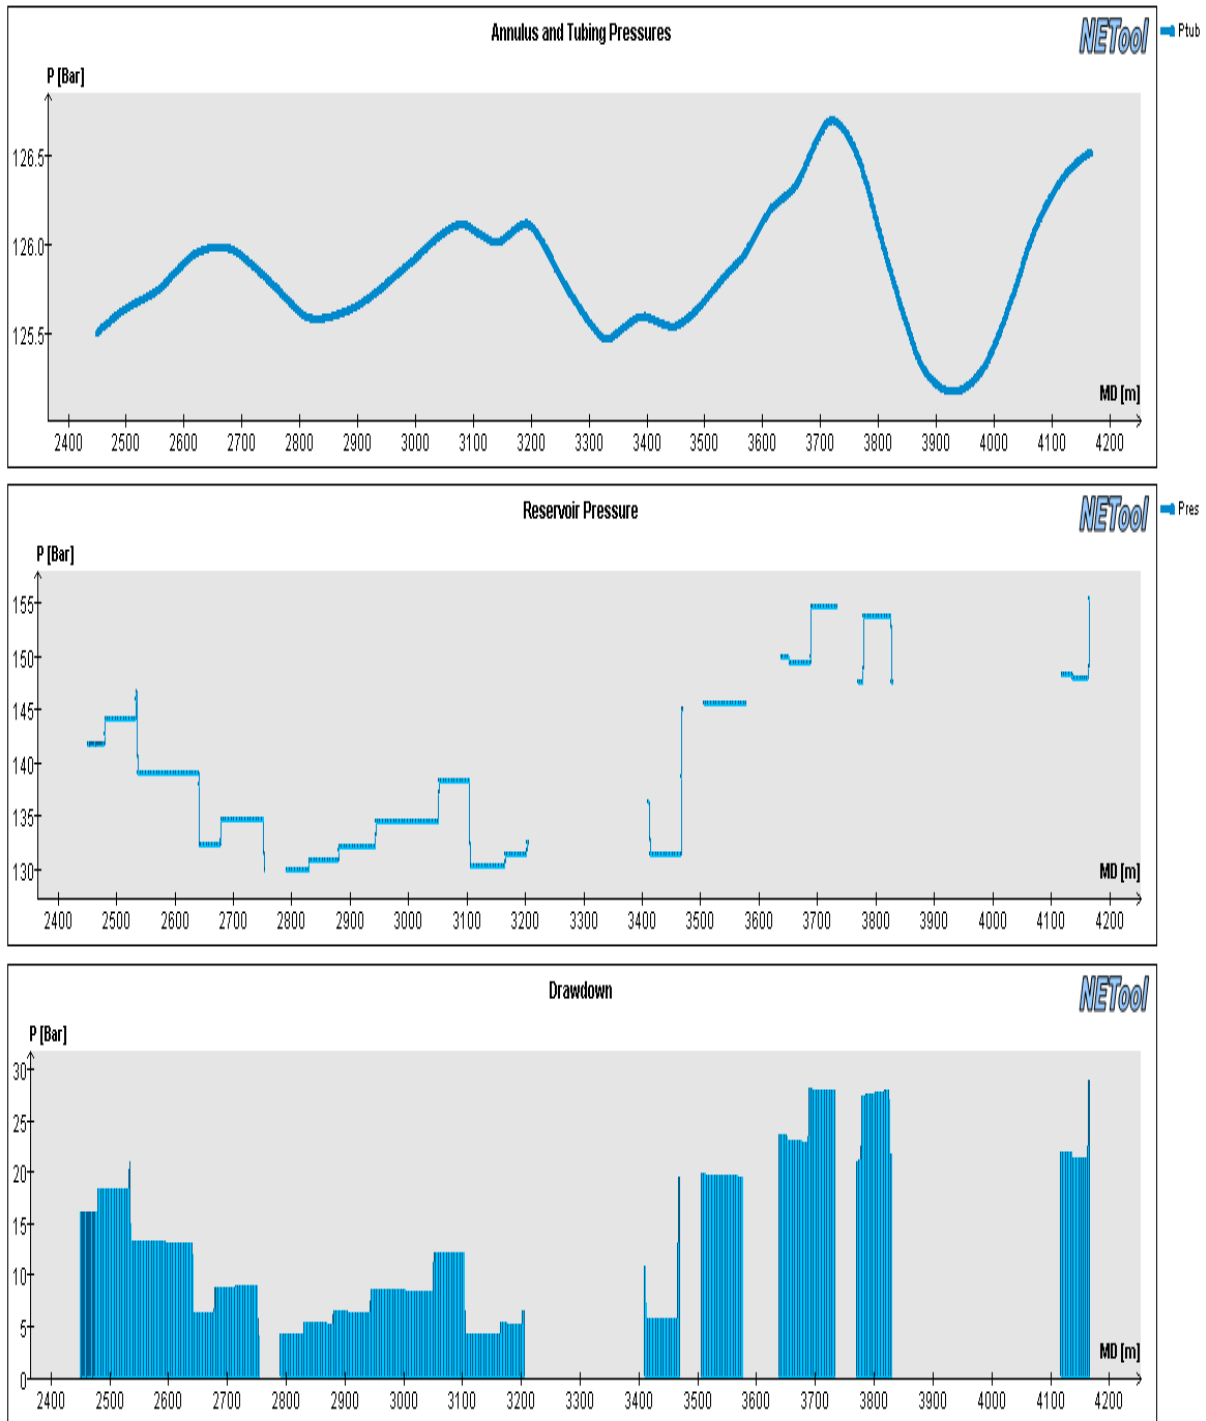 Annulus and Tubing Pressures
NETool
Ptub
P [Bar]
126.5
126.0
125.5
MD [m]
2400 2500 2600 2700 2800 2900 3000 3100 3200 3300 3400 3500 3600 3700 3800 3900 4000 4100 4200
Reservoir Pressure
NETool
Pres
P [Bar]
155
150
145
140
135
130
MD [m]
2400 2500 2600 2700 2800 2900 3000 3100 3200 3300 3400 3500 3600 3700 3800 3900 4000 4100 4200
Drawdown
NETool
P [Bar]
30
25
20
15
10
5
0
MD [m]
2400 2500 2600 2700 2800 2900 3000 3100 3200 3300 3400 3500 3600 3700 3800 3900 4000 4100 4200